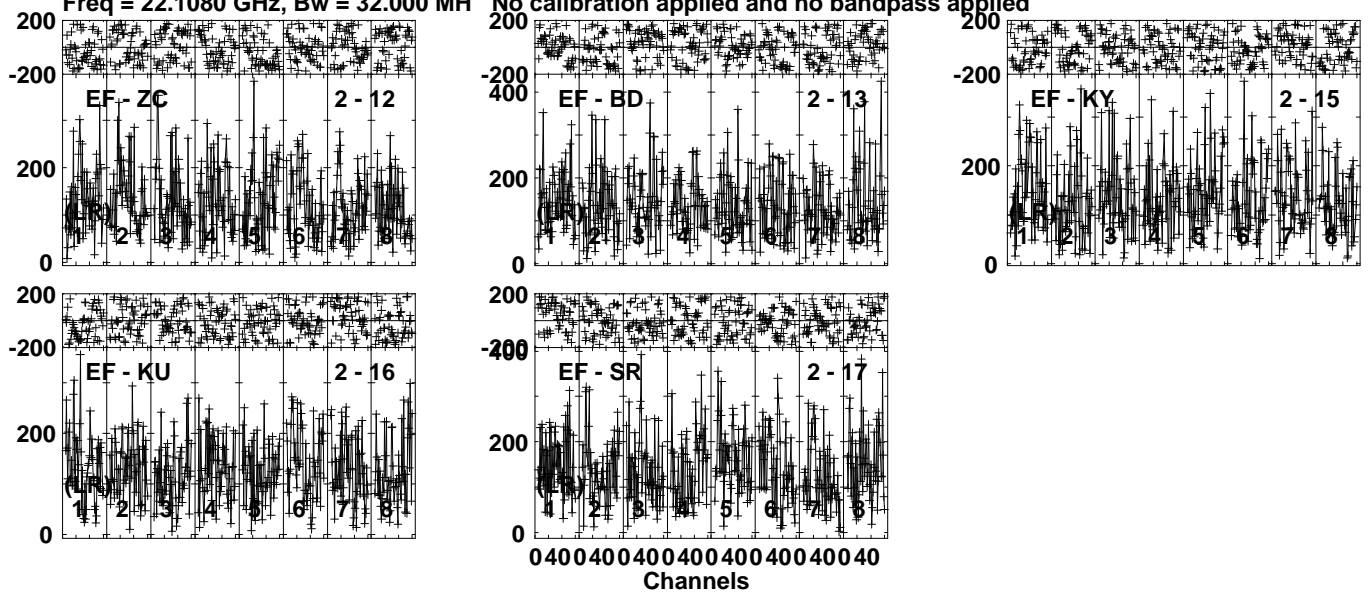 Freq = 22.1080 GHz, Bw = 32.000 MH No calibration applied and no bandpass applied
200
-200
EF - ZC 2 - 12
200
0
(LR)
1 2 3 4 5 6 7 8
-200
400
EF - BD 2 - 13
200
0
(LR)
1 2 3 4 5 6 7 8
200
-200
EF - KY 2 - 15
200
0
(LR)
1 2 3 4 5 6 7 8
200
-200
EF - KU 2 - 16
200
0
(LR)
1 2 3 4 5 6 7 8
200
-200
400
EF - SR 2 - 17
200
0
(LR)
1 2 3 4 5 6 7 8
0 40 0 40 0 40 0 40 0 40 0 40 0 40 0 40
Channels